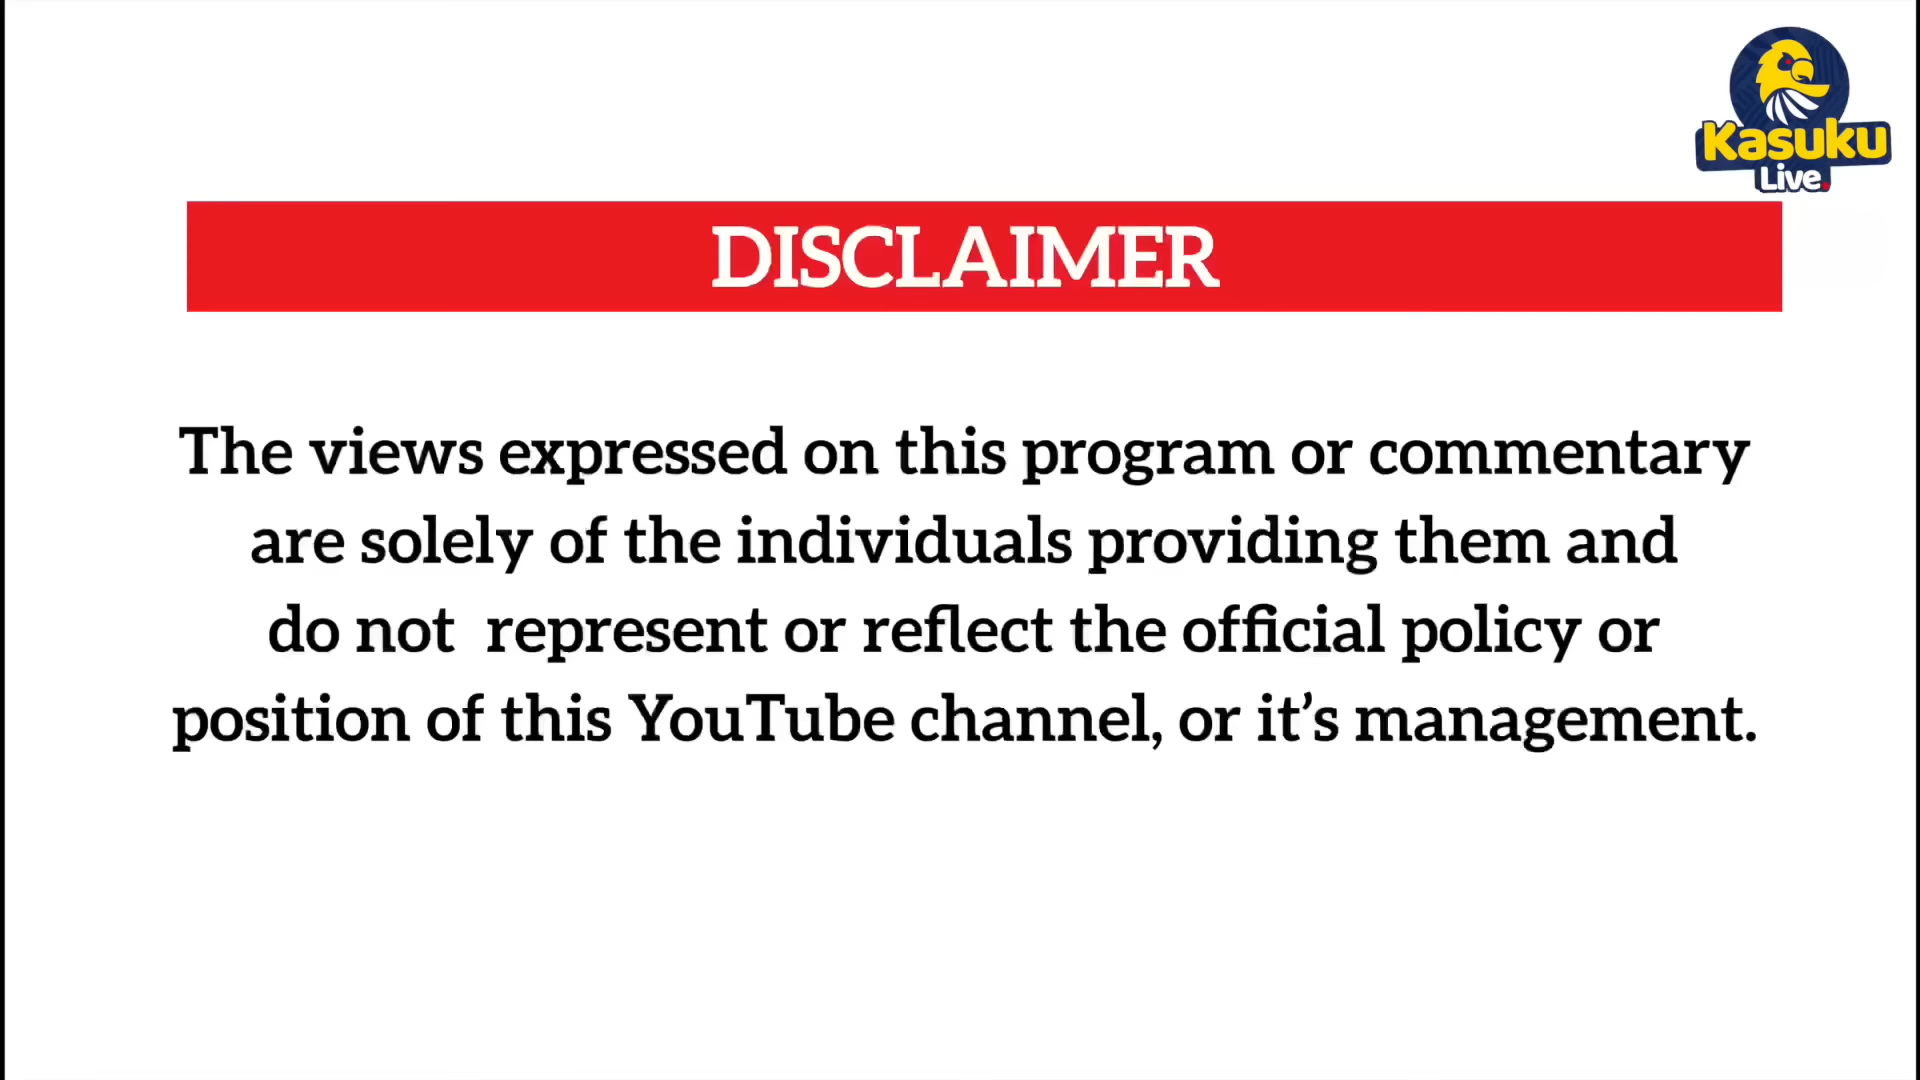 Kasuku
Live.
DISCLAIMER
The views expressed on this program or commentary
are solely of the individuals providing them and
do not represent or reflect the official policy or
position of this YouTube channel, or it’s management.